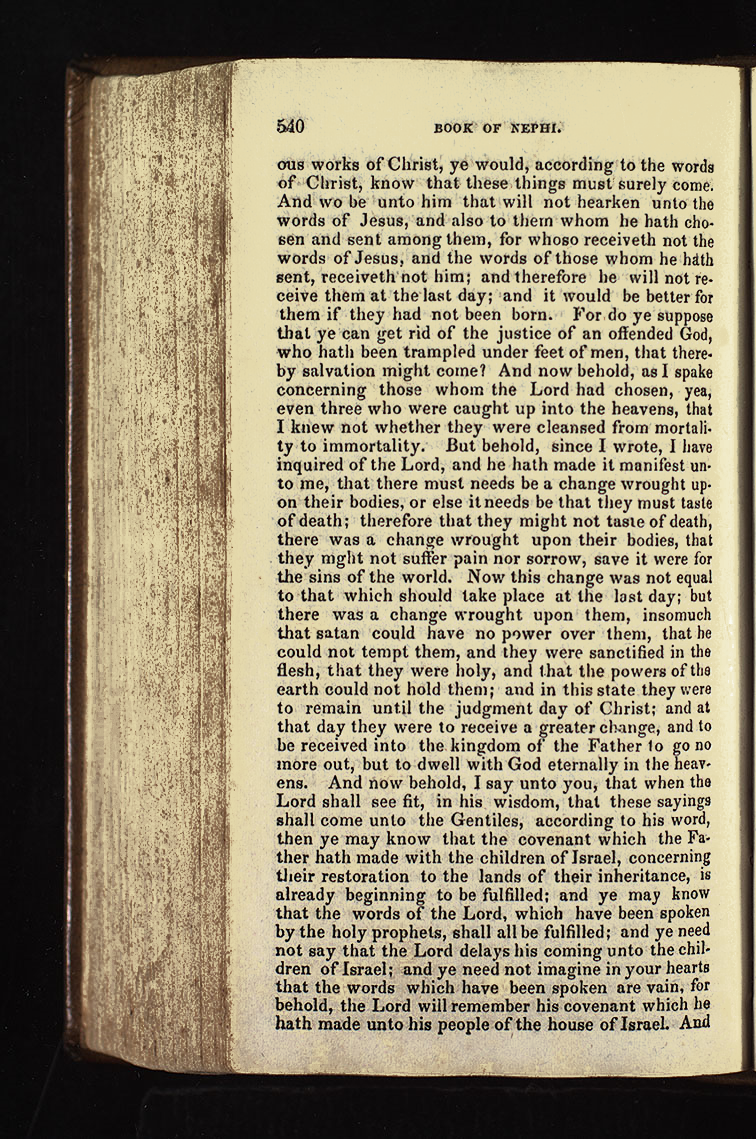 540 BOOK OF NEPHI.
ous works of Christ, ye would, according to the words
of Christ, know that these things must surely come.
And wo be unto him that will not hearken unto the
words of Jesus, and also to them whom he hath cho-
sen and sent among them, for whoso receiveth not the
words of Jesus, and the words of those whom he hath
sent, receiveth not him; and therefore he will not re-
ceive them at the last day; and it would be better for
them if they had not been born. For do ye suppose
that ye can get rid of the justice of an offended God,
who hath been trampled under feet of men, that there-
by salvation might come? And now behold, as I spake
concerning those whom the Lord had chosen, yea,
even three who were caught up into the heavens, that
I knew not whether they were cleansed from mortali-
ty to immortality. But behold, since I wrote, I have
inquired of the Lord, and he hath made it manifest un-
to me, that there must needs be a change wrought up-
on their bodies, or else it needs be that they must taste
of death; therefore that they might not taste of death,
there was a change wrought upon their bodies, that
they might not suffer pain nor sorrow, save it were for
the sins of the world. Now this change was not equal
to that which should take place at the last day; but
there was a change wrought upon them, insomuch
that satan could have no power over them, that he
could not tempt them, and they were sanctified in the
flesh, that they were holy, and that the powers of the
earth could not hold them; and in this state they were
to remain until the judgment day of Christ; and at
that day they were to receive a greater change, and to
be received into the kingdom of the Father to go no
more out, but to dwell with God eternally in the heav-
ens. And now behold, I say unto you, that when the
Lord shall see fit, in his wisdom, that these sayings
shall come unto the Gentiles, according to his word,
then ye may know that the covenant which the Fa-
ther hath made with the children of Israel, concerning
their restoration to the lands of their inheritance, is
already beginning to be fulfilled; and ye may know
that the words of the Lord, which have been spoken
by the holy prophets, shall all be fulfilled; and ye need
not say that the Lord delays his coming unto the chil-
dren of Israel; and ye need not imagine in your hearts
that the words which have been spoken are vain, for
behold, the Lord will remember his covenant which he
hath made unto his people of the house of Israel. And